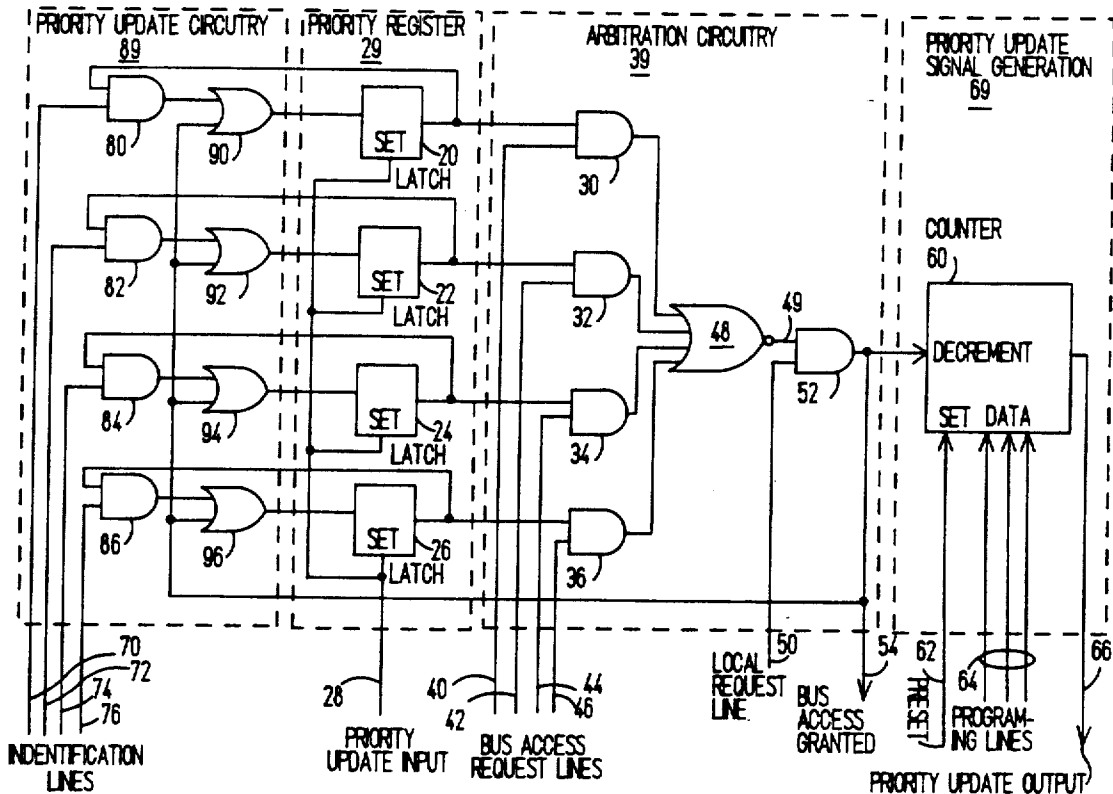 PRIORITY UPDATE CIRCUITRY
89
PRIORITY REGISTER
29
ARBITRATION CIRCUITRY
39
PRIORITY UPDATE
SIGNAL GENERATION
69
80
90
SET
20
LATCH
30
82
92
SET
22
LATCH
32
84
94
SET
24
LATCH
34
86
96
SET
26
LATCH
36
48
49
52
COUNTER
60
DECREMENT
SET DATA
70
72
74
76
INDENTIFICATION
LINES
28
PRIORITY
UPDATE INPUT
40
42
44
46
BUS ACCESS
REQUEST LINES
50
LOCAL
REQUEST
LINE
54
BUS
ACCESS
GRANTED
62
PRESET
64
PROGRAM-
ING LINES
66
PRIORITY UPDATE OUTPUT